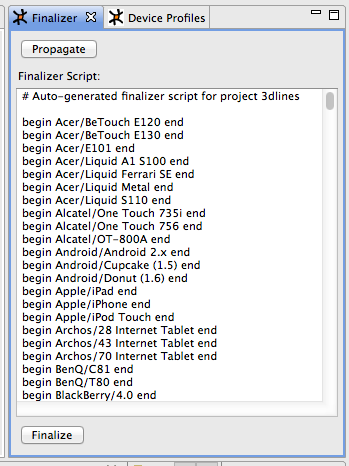 Finalizer
Device Profiles
Propagate
Finalizer Script:
# Auto-generated finalizer script for project 3dlines
begin Acer/BeTouch E120 end
begin Acer/BeTouch E130 end
begin Acer/E101 end
begin Acer/Liquid A1 S100 end
begin Acer/Liquid Ferrari SE end
begin Acer/Liquid Metal end
begin Acer/Liquid S110 end
begin Alcatel/One Touch 735i end
begin Alcatel/One Touch 756 end
begin Alcatel/OT-800A end
begin Android/Android 2.x end
begin Android/Cupcake (1.5) end
begin Android/Donut (1.6) end
begin Apple/iPad end
begin Apple/iPhone end
begin Apple/iPod Touch end
begin Archos/28 Internet Tablet end
begin Archos/43 Internet Tablet end
begin Archos/70 Internet Tablet end
begin BenQ/C81 end
begin BenQ/T80 end
begin BlackBerry/4.0 end
Finalize